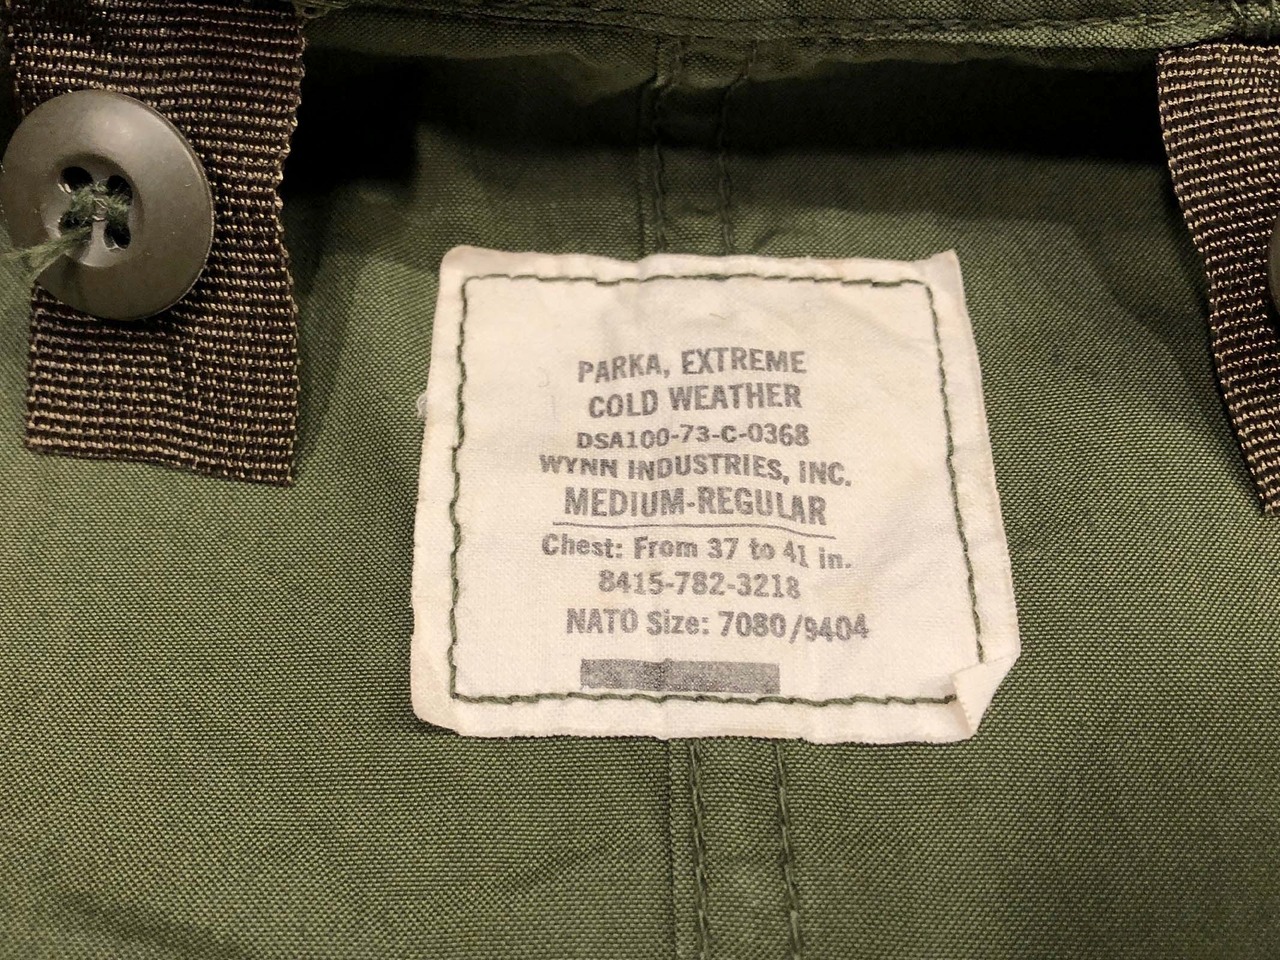 PARKA, EXTREME
COLD WEATHER
DSA100-73-C-0368
WYNN INDUSTRIES, INC.
MEDIUM-REGULAR
Chest: From 37 to 41 in.
8415-782-3218
NATO Size: 7080/9404